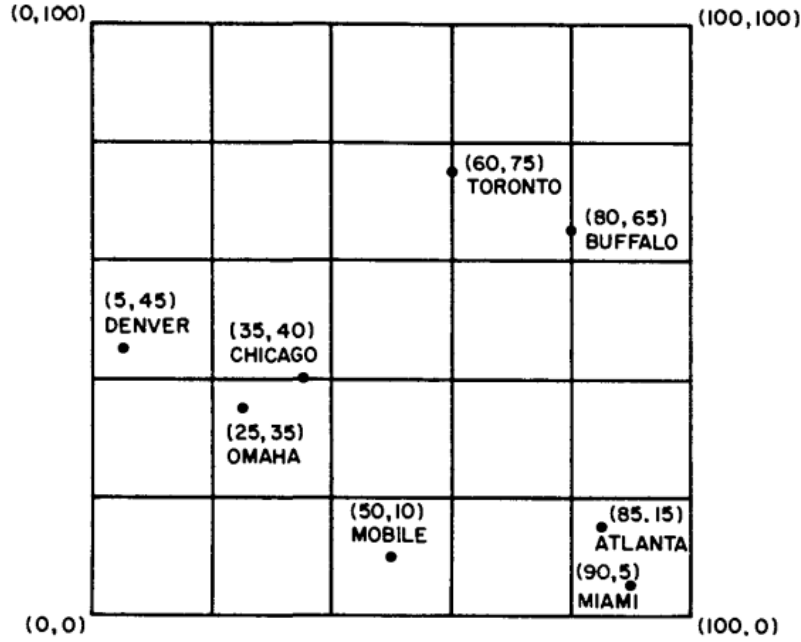 (0,100)
(100,100)
(60,75)
TORONTO
(80,65)
BUFFALO
(5,45)
DENVER
(35,40)
CHICAGO
(25,35)
OMAHA
(50,10)
MOBILE
(85.15)
ATLANTA
(90,5)
MIAMI
(0,0)
(100,0)